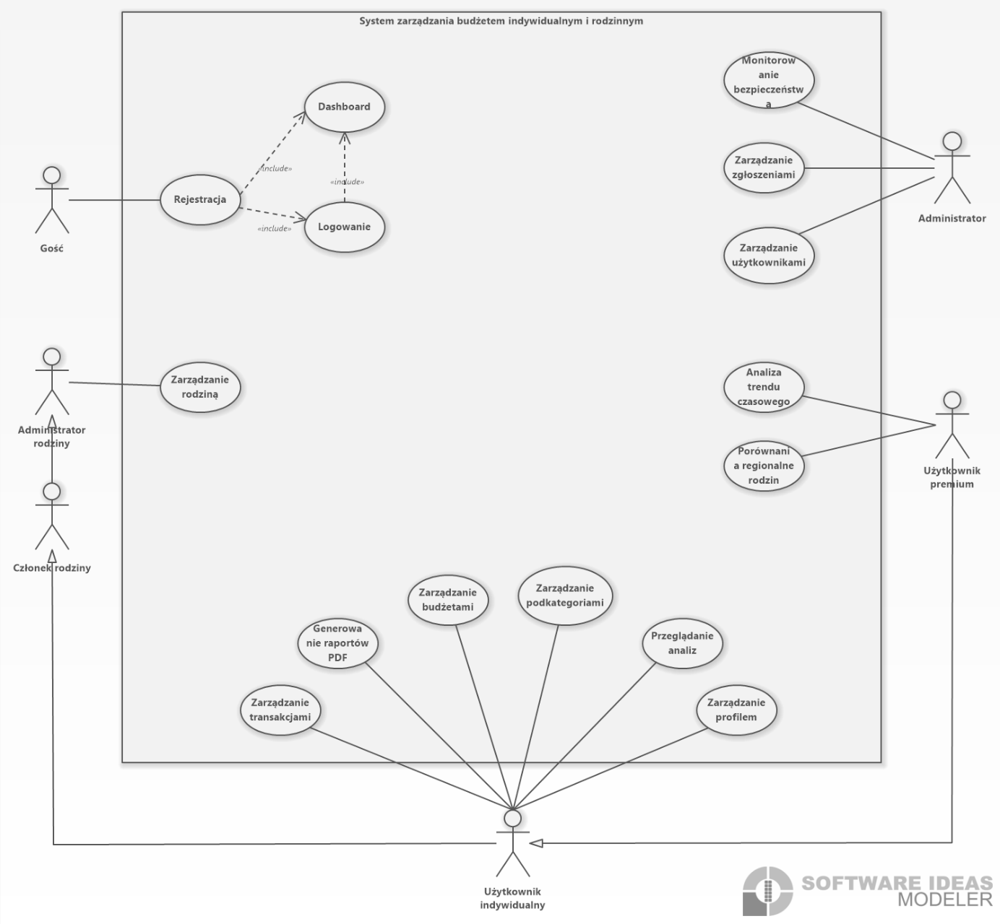 System zarządzania budżetem indywidualnym i rodzinnym
Monitorow
anie
bezpieczeństw
a
Dashboard
Zarządzanie
zgłoszeniami
«include»
«include»
Rejestracja
Administrator
Logowanie
«include»
Gość
Zarządzanie
użytkownikami
Zarządzanie
rodziną
Analiza
trendu
czasowego
Administrator
rodziny
Porównani
a regionalne
rodzin
Użytkownik
premium
Członek rodziny
Zarządzanie
budżetami
Zarządzanie
podkategoriami
Generowa
nie raportów
PDF
Przeglądanie
analiz
Zarządzanie
transakcjami
Zarządzanie
profilem
Użytkownik
indywidualny
SOFTWARE IDEAS
MODELER